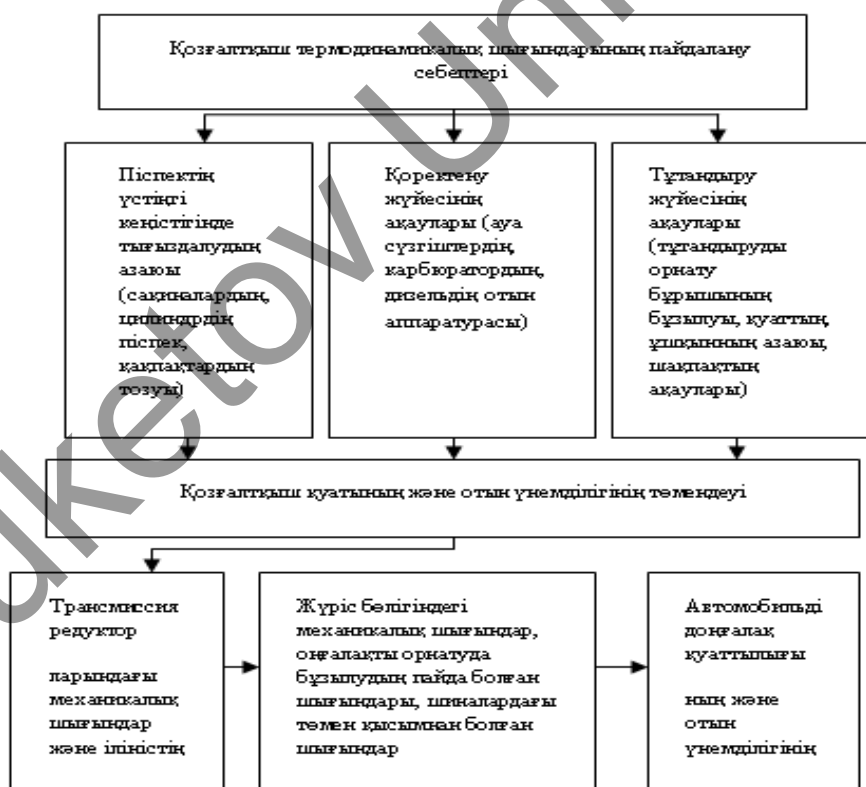 Қозғалтқыш термодинамикалық шығындарының пайдалану
себептері
Піспектің
үстіңгі
кеңістігінде
тығыздалудың
азаюы
(сақиналардың,
цилиндрдің
піспек,
қақпақтардың
тозуы)
Қоректену
жүйесінің
ақаулары (ауа
сүзгіштердің,
карбюратордың,
дизельдің отын
аппаратурасы)
Тұтандыру
жүйесінің
ақаулары
(тұтандыруды
орнату
бұрышының
бұзылуы, қуаттың,
ұшқынның азаюы,
шақпақтың
ақаулары)
Қозғалтқыш қуатының және отын үнемділігінің төмендеуі
Трансмиссия
редуктор
ларындағы
механикалық
шығындар
және іліністің
Жүріс бөлігіндегі
механикалық шығындар,
оңғалақты орнатуда
бұзылудың пайда болған
шығындары, шиналардағы
төмен қысымнан болған
шығындар
Автомобильді
доңғалақ
қуаттылығы
ның және
отын
үнемділігінің